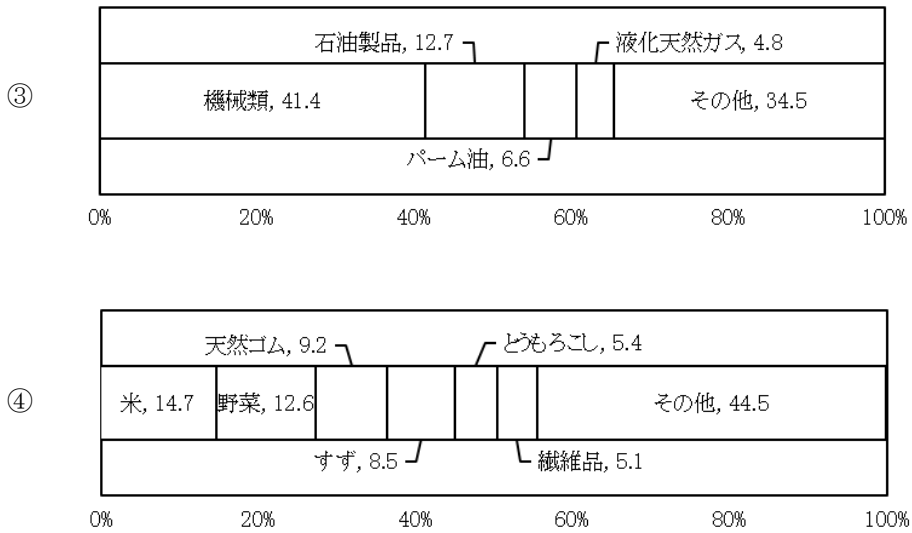 石油製品, 12.7
液化天然ガス, 4.8
③
機械類, 41.4
その他, 34.5
パーム油, 6.6
0%
20%
40%
60%
80%
100%
天然ゴム, 9.2
とうもろこし, 5.4
④
米, 14.7
野菜, 12.6
その他, 44.5
すず, 8.5
繊維品, 5.1
0%
20%
40%
60%
80%
100%